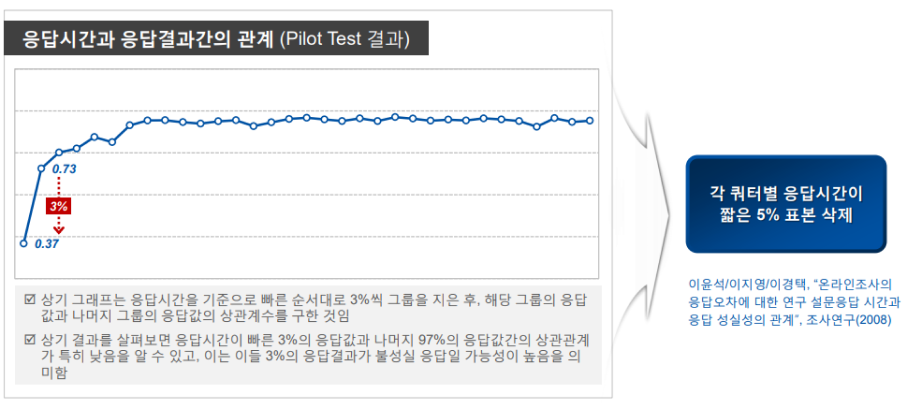 응답시간과 응답결과간의 관계 (Pilot Test 결과)
0.73
3%
0.37
상기 그래프는 응답시간을 기준으로 빠른 순서대로 3%씩 그룹을 지은 후, 해당 그룹의 응답
값과 나머지 그룹의 응답값의 상관계수를 구한 것임
상기 결과를 살펴보면 응답시간이 빠른 3%의 응답값과 나머지 97%의 응답값간의 상관관계
가 특히 낮음을 알 수 있고, 이는 이들 3%의 응답결과가 불성실 응답일 가능성이 높음을 의
미함
각 쿼터별 응답시간이
짧은 5% 표본 삭제
이윤석/이지영/이경택, “온라인조사의
응답오차에 대한 연구 설문응답 시간과
응답 성실성의 관계”, 조사연구(2008)